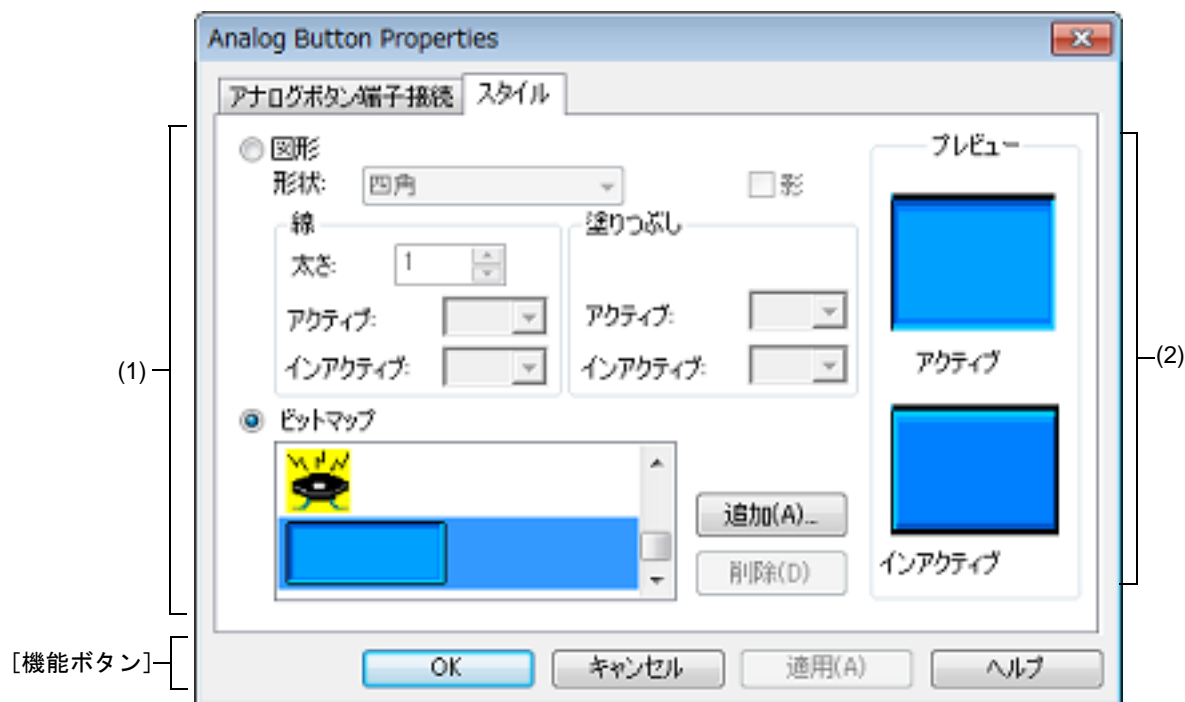 Analog Button Properties
アナログボタン端子接続 スタイル
図形
形状: 四角 影
線
太さ: 1
アクティブ:
インアクティブ:
塗りつぶし
アクティブ:
インアクティブ:
ビットマップ
追加(A)...
削除(D)
プレビュー
アクティブ
インアクティブ
(1)
(2)
[機能ボタン]
OK キャンセル 適用(A) ヘルプ